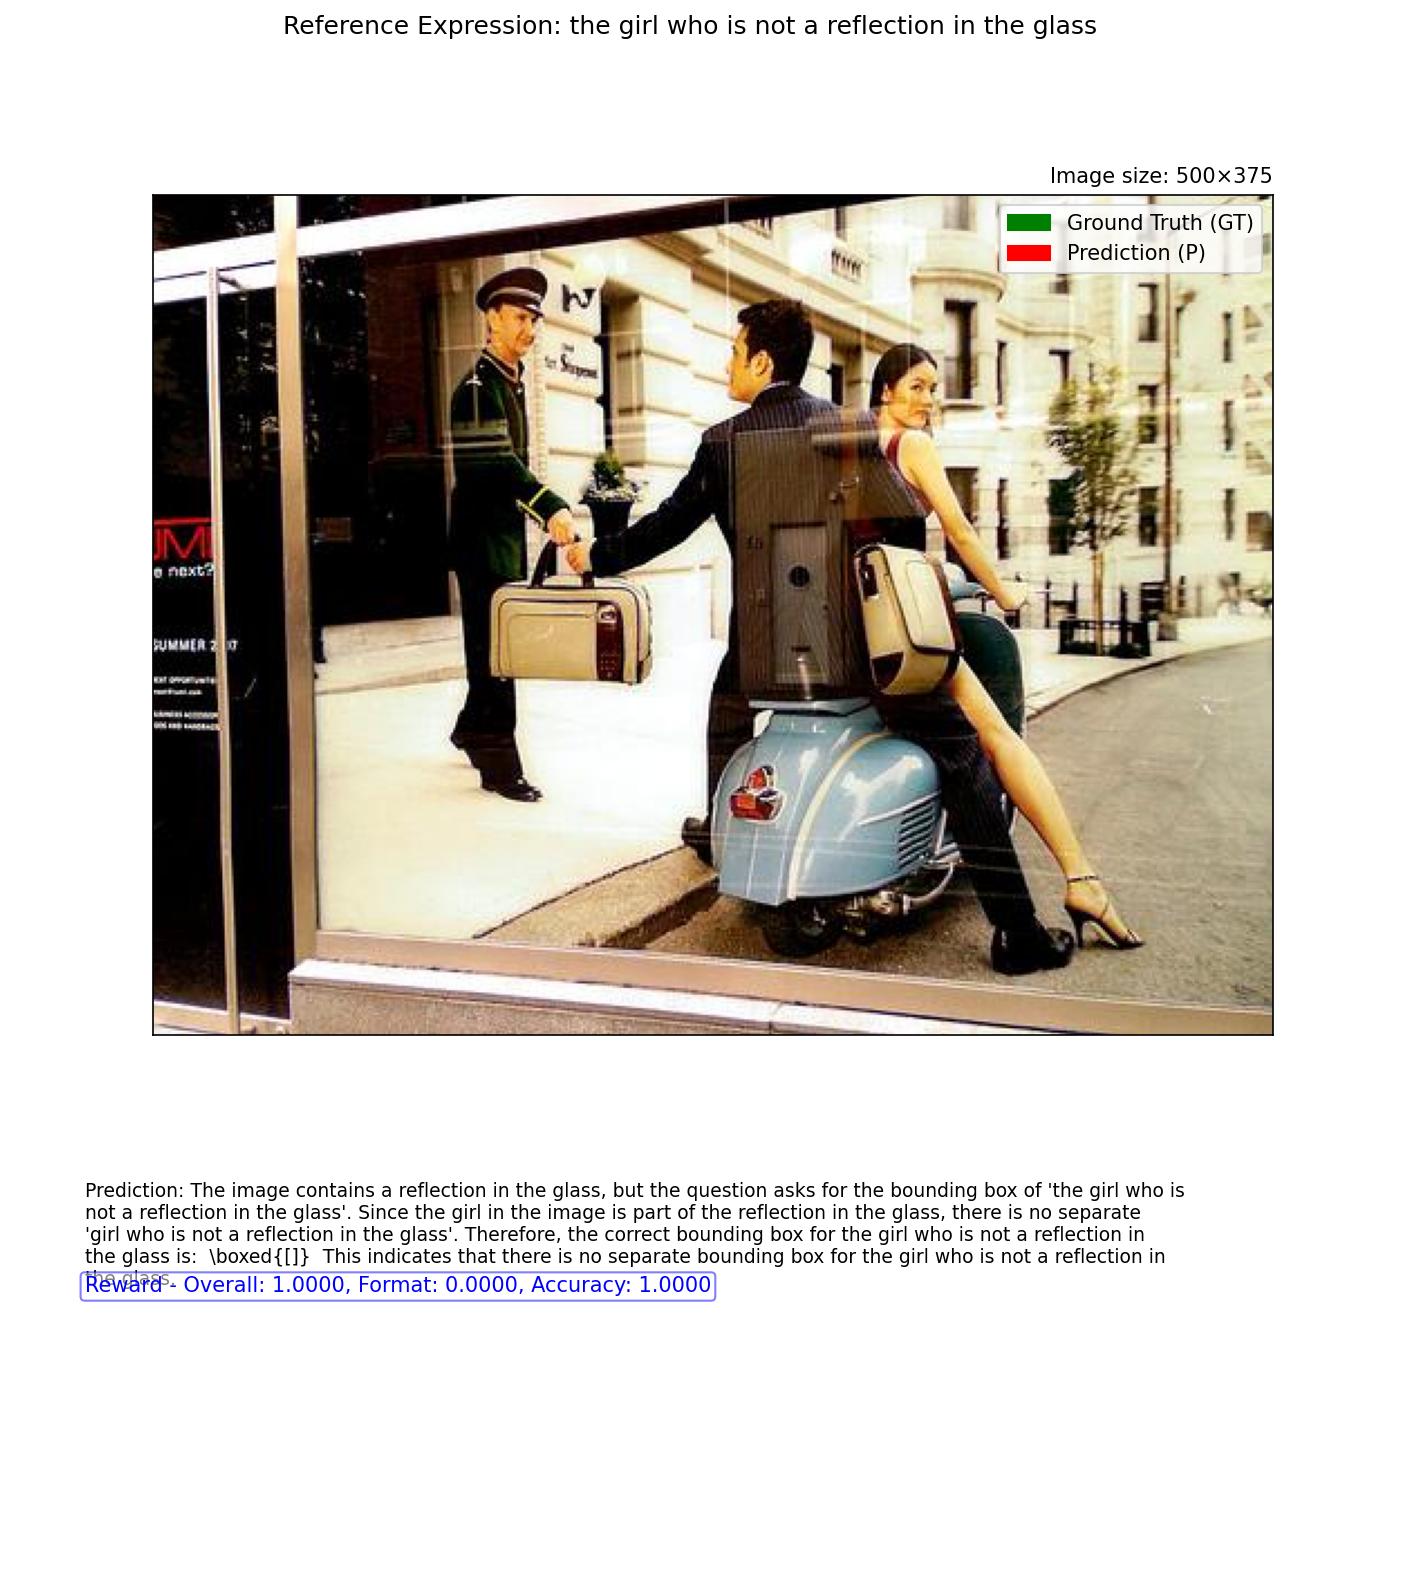 Reference Expression: the girl who is not a reflection in the glass
Image size: 500×375
Ground Truth (GT)
Prediction (P)
e next?
SUMMER 2
Prediction: The image contains a reflection in the glass, but the question asks for the bounding box of 'the girl who is
not a reflection in the glass'. Since the girl in the image is part of the reflection in the glass, there is no separate
'girl who is not a reflection in the glass'. Therefore, the correct bounding box for the girl who is not a reflection in
the glass is:  \boxed{[]}  This indicates that there is no separate bounding box for the girl who is not a reflection in
the glass.
Reward - Overall: 1.0000, Format: 0.0000, Accuracy: 1.0000